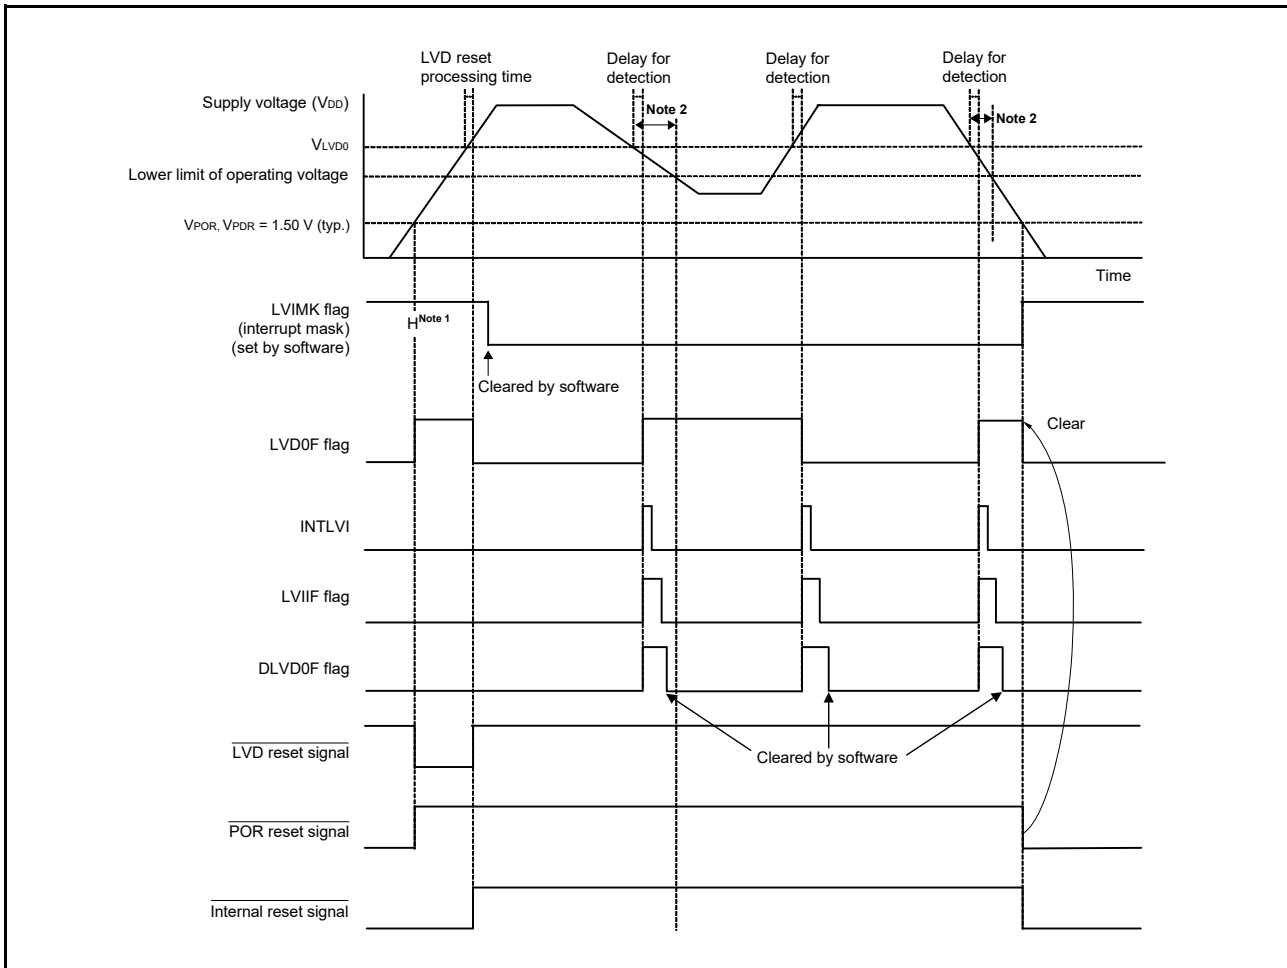 LVD reset
processing time
Delay for
detection
Delay for
detection
Delay for
detection
Supply voltage (VDD)
Note 2
Note 2
VLVD0
Lower limit of operating voltage
VPOR, VPDR = 1.50 V (typ.)
Time
LVIMK flag
(interrupt mask)
(set by software)
H Note 1
Cleared by software
LVD0F flag
Clear
INTLVI
LVIIF flag
DLVD0F flag
LVD reset signal
Cleared by software
POR reset signal
Internal reset signal